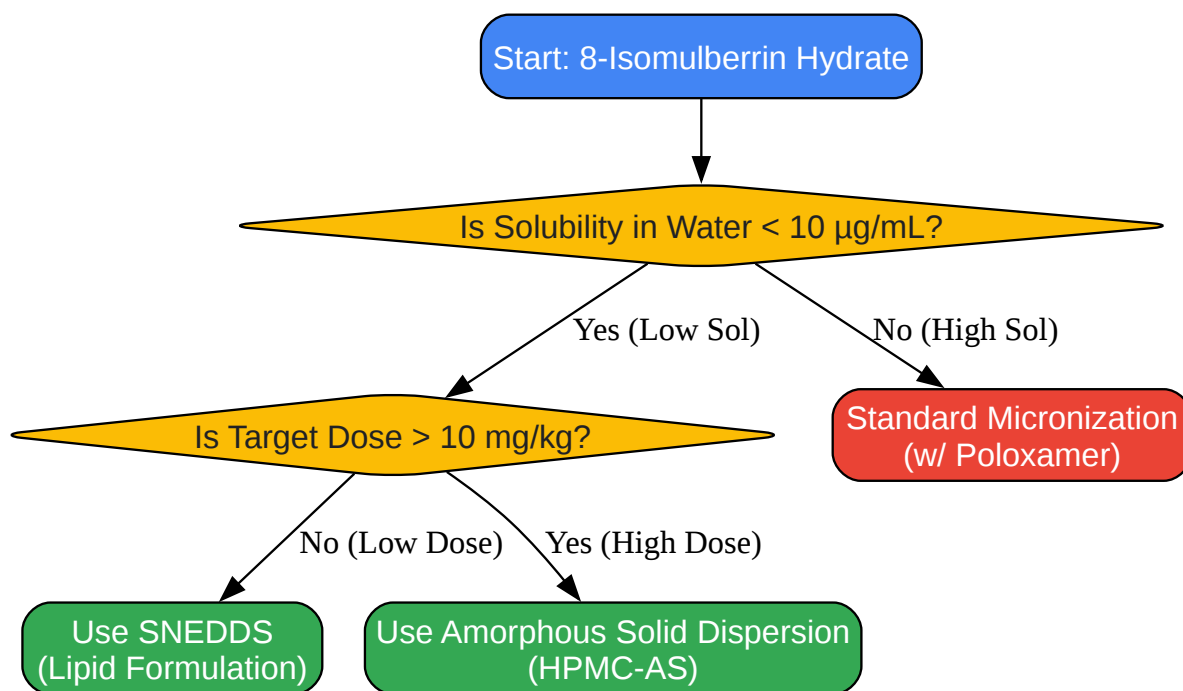 Start: 8-Isomulberrin Hydrate
Is Solubility in Water < 10 µg/mL?
Yes (Low Sol)
No (High Sol)
Standard Micronization
(w/ Poloxamer)
Is Target Dose > 10 mg/kg?
No (Low Dose)
Yes (High Dose)
Use SNEDDS
(Lipid Formulation)
Use Amorphous Solid Dispersion
(HPMC-AS)